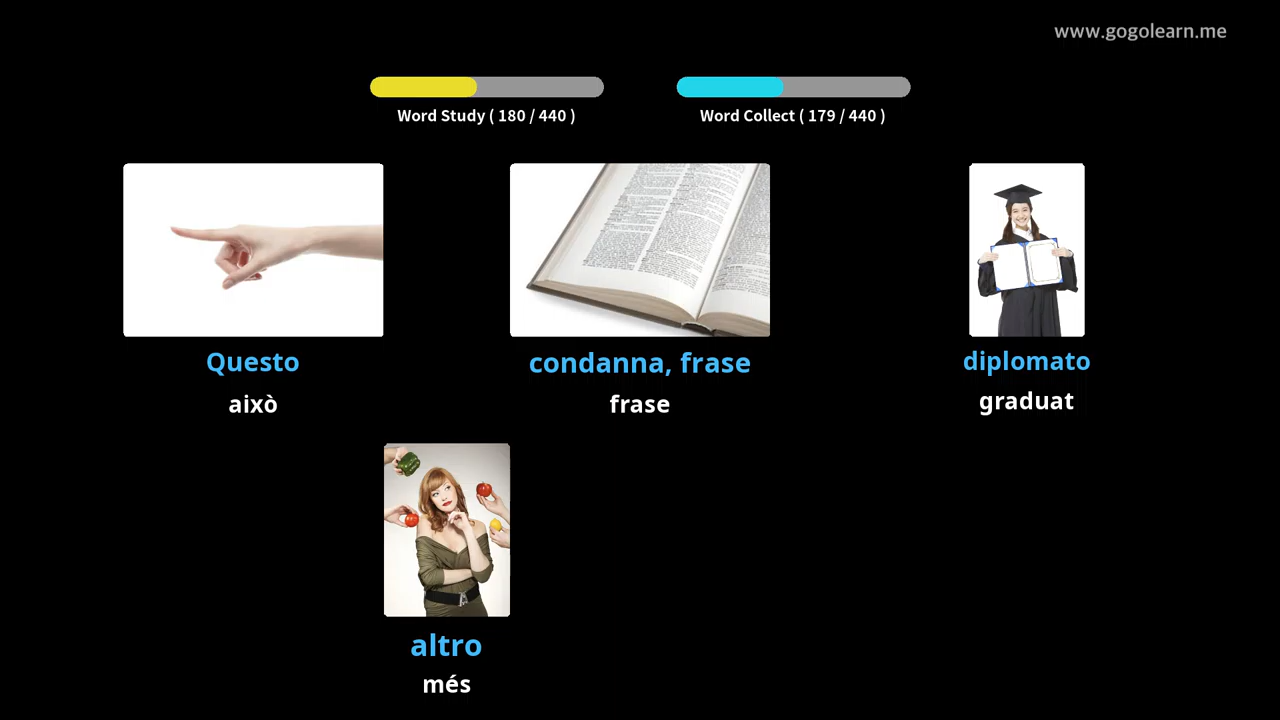 www.gogolearn.me
Word Study ( 180 / 440 )
Word Collect ( 179 / 440 )
Questo
això
condanna, frase
frase
diplomato
graduat
altro
més